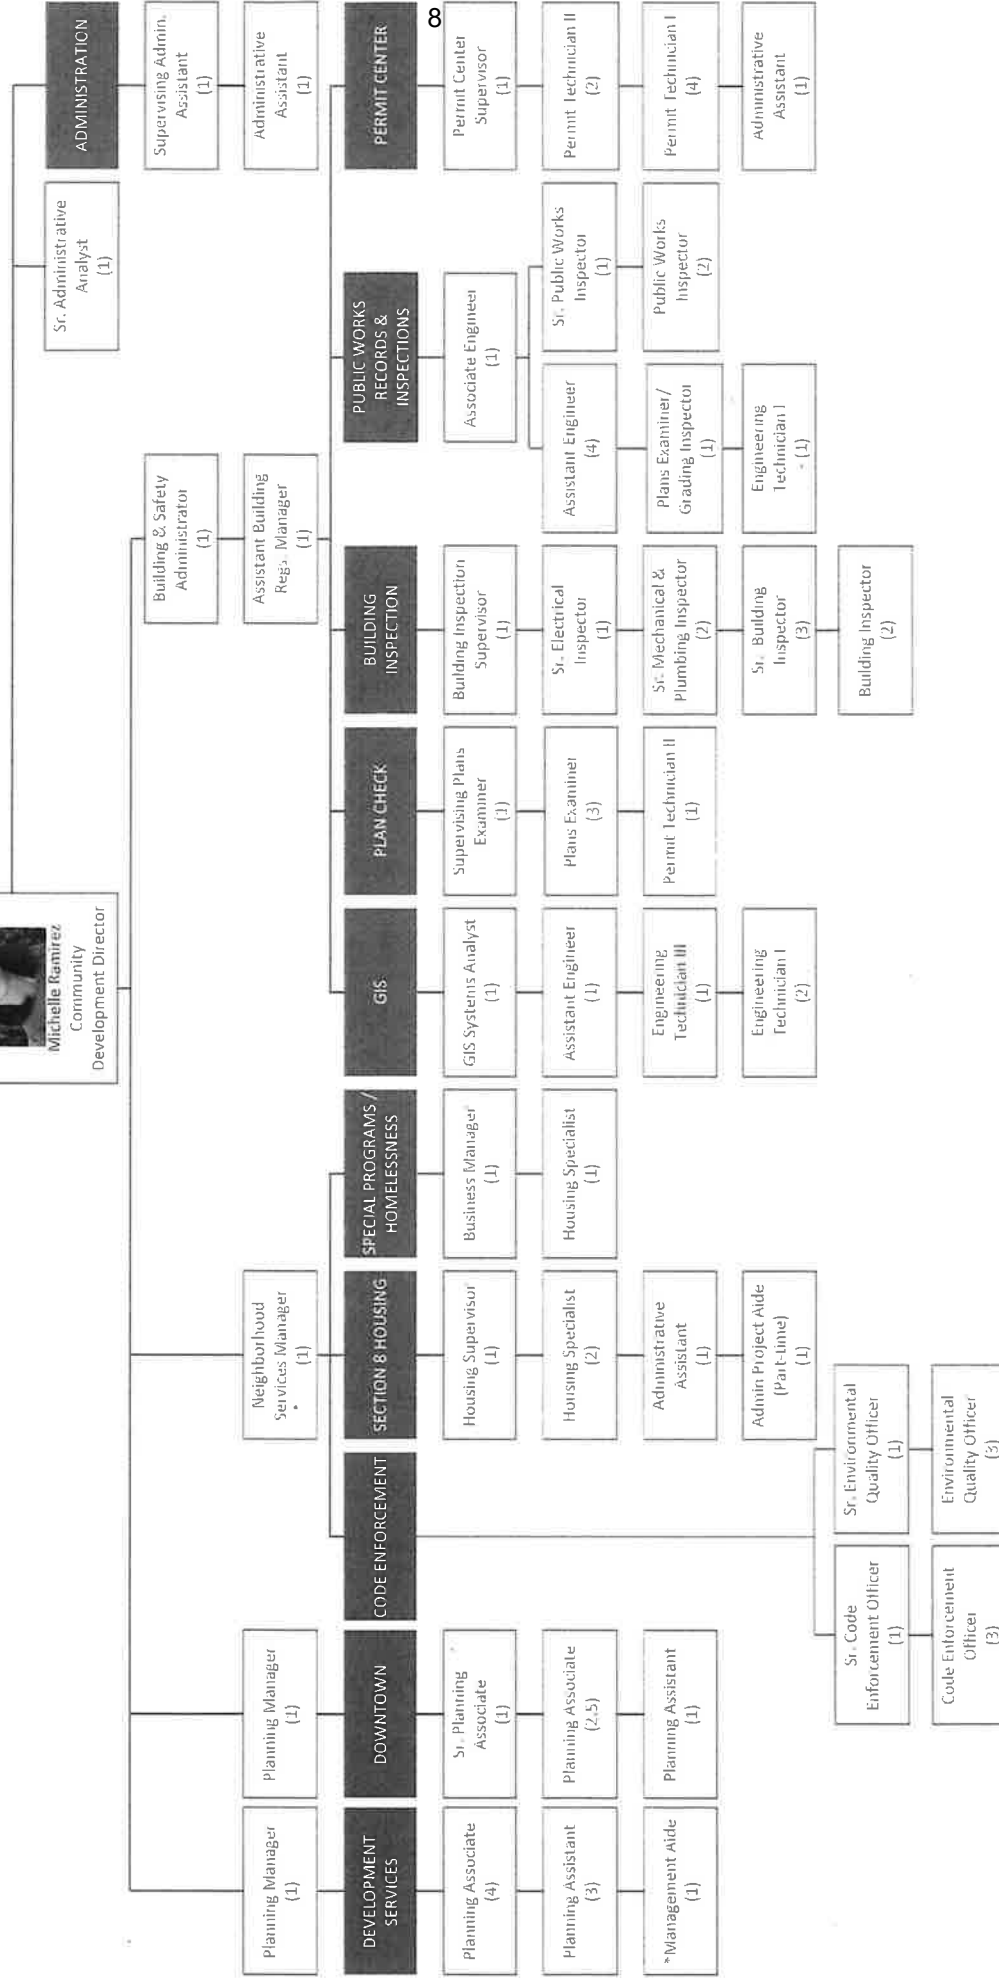 Michelle Ramirez
Community
Development Director
Sr. Administrative
Analyst
(1)
ADMINISTRATION
Supervising Admin.
Assistant
(1)
Administrative
Assistant
(1)
Building & Safety
Administrator
(1)
Assistant Building
Regs. Manager
(1)
Neighborhood
Services Manager
(1)
Planning Manager
(1)
Planning Manager
(1)
DEVELOPMENT
SERVICES
Planning Associate
(4)
Planning Assistant
(3)
*Management Aide
(1)
DOWNTOWN
Sr. Planning
Associate
(1)
Planning Associate
(2.5)
Planning Assistant
(1)
CODE ENFORCEMENT
Sr. Code
Enforcement Officer
(1)
Code Enforcement
Officer
(3)
Sr. Environmental
Quality Officer
(1)
Environmental
Quality Officer
(3)
SECTION 8 HOUSING
Housing Supervisor
(1)
Housing Specialist
(2)
Administrative
Assistant
(1)
Admin Project Aide
(Part-time)
(1)
SPECIAL PROGRAMS /
HOMELESSNESS
Business Manager
(1)
Housing Specialist
(1)
GIS
GIS Systems Analyst
(1)
Assistant Engineer
(1)
Engineering
Technician III
(1)
Engineering
Technician I
(2)
PLAN CHECK
Supervising Plans
Examiner
(1)
Plans Examiner
(3)
Permit Technician II
(1)
BUILDING
INSPECTION
Building Inspection
Supervisor
(1)
Sr. Electrical
Inspector
(1)
Sr. Mechanical &
Plumbing Inspector
(2)
Sr. Building
Inspector
(3)
Building Inspector
(2)
PUBLIC WORKS
RECORDS &
INSPECTIONS
Associate Engineer
(1)
Assistant Engineer
(4)
Plans Examiner/
Grading Inspector
(1)
Engineering
Technician I
(1)
Sr. Public Works
Inspector
(1)
Public Works
Inspector
(2)
PERMIT CENTER
Permit Center
Supervisor
(1)
Permit Technician II
(2)
Permit Technician I
(4)
Administrative
Assistant
(1)
8